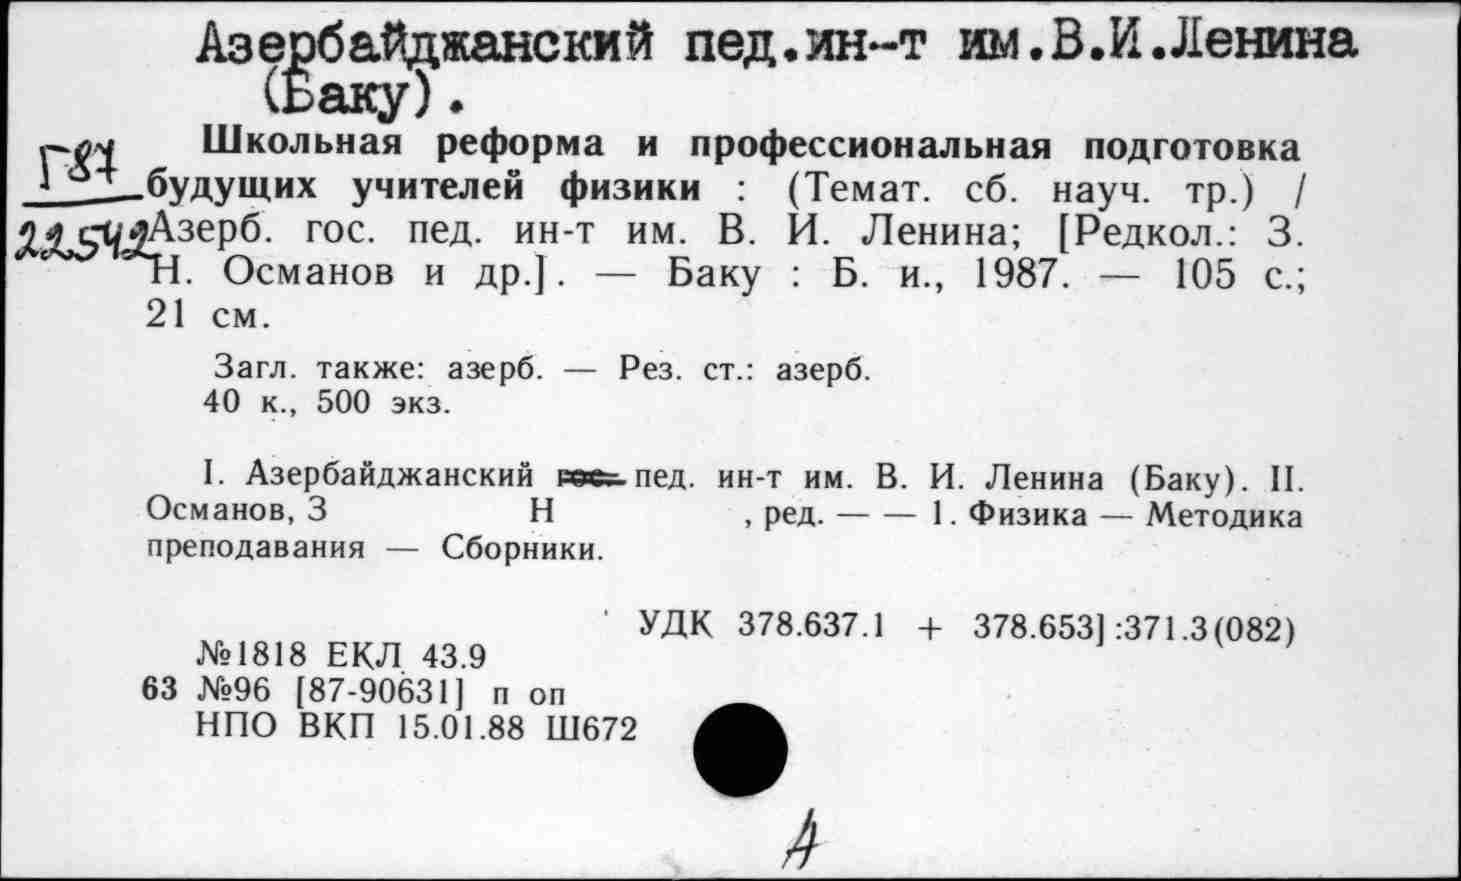 Азербайджанский пед.ин-т им.В.И.Ленина
(Баку).
Школьная реформа и профессиональная подготовка
Г87
будущих учителей физики : (Темат. сб. науч. тр.) /
22542
Азерб. гос. пед. ин-т им. В. И. Ленина; [Редкол.: З.
Н. Османов и др.]. — Баку : Б. и., 1987. — 105 с.;
21 см.
Загл. также: азерб. — Рез. ст.: азерб.
40 к., 500 экз.
I. Азербайджанский гос. пед. ин-т им. В. И. Ленина (Баку). II.
Османов, З Н , ред. — — 1. Физика — Методика
преподавания — Сборники.
УДК 378.637.1 + 378.653] :371.3(082)
№1818 ЕКЛ 43.9
63 №96 [87-90631] п оп
НПО ВКП 15.01.88 Ш672
А